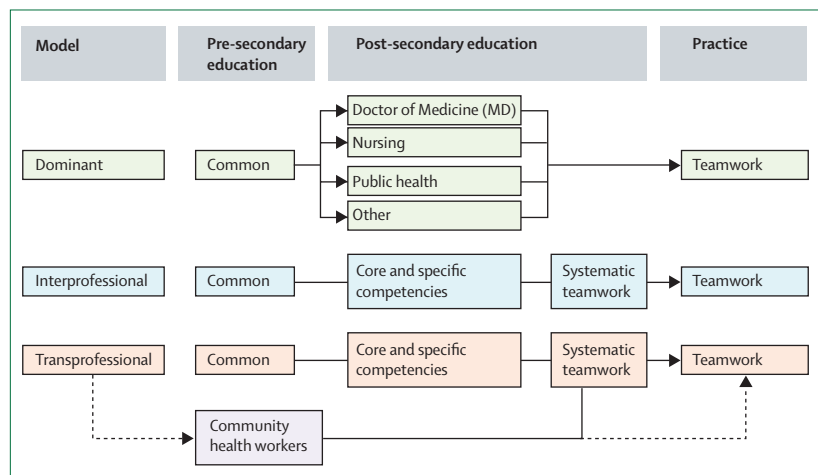 Model
Pre-secondary
education
Post-secondary education
Practice
Dominant
Common
Doctor of Medicine (MD)
Nursing
Public health
Other
Teamwork
Interprofessional
Common
Core and specific
competencies
Systematic
teamwork
Teamwork
Transprofessional
Common
Core and specific
competencies
Systematic
teamwork
Teamwork
Community
health workers